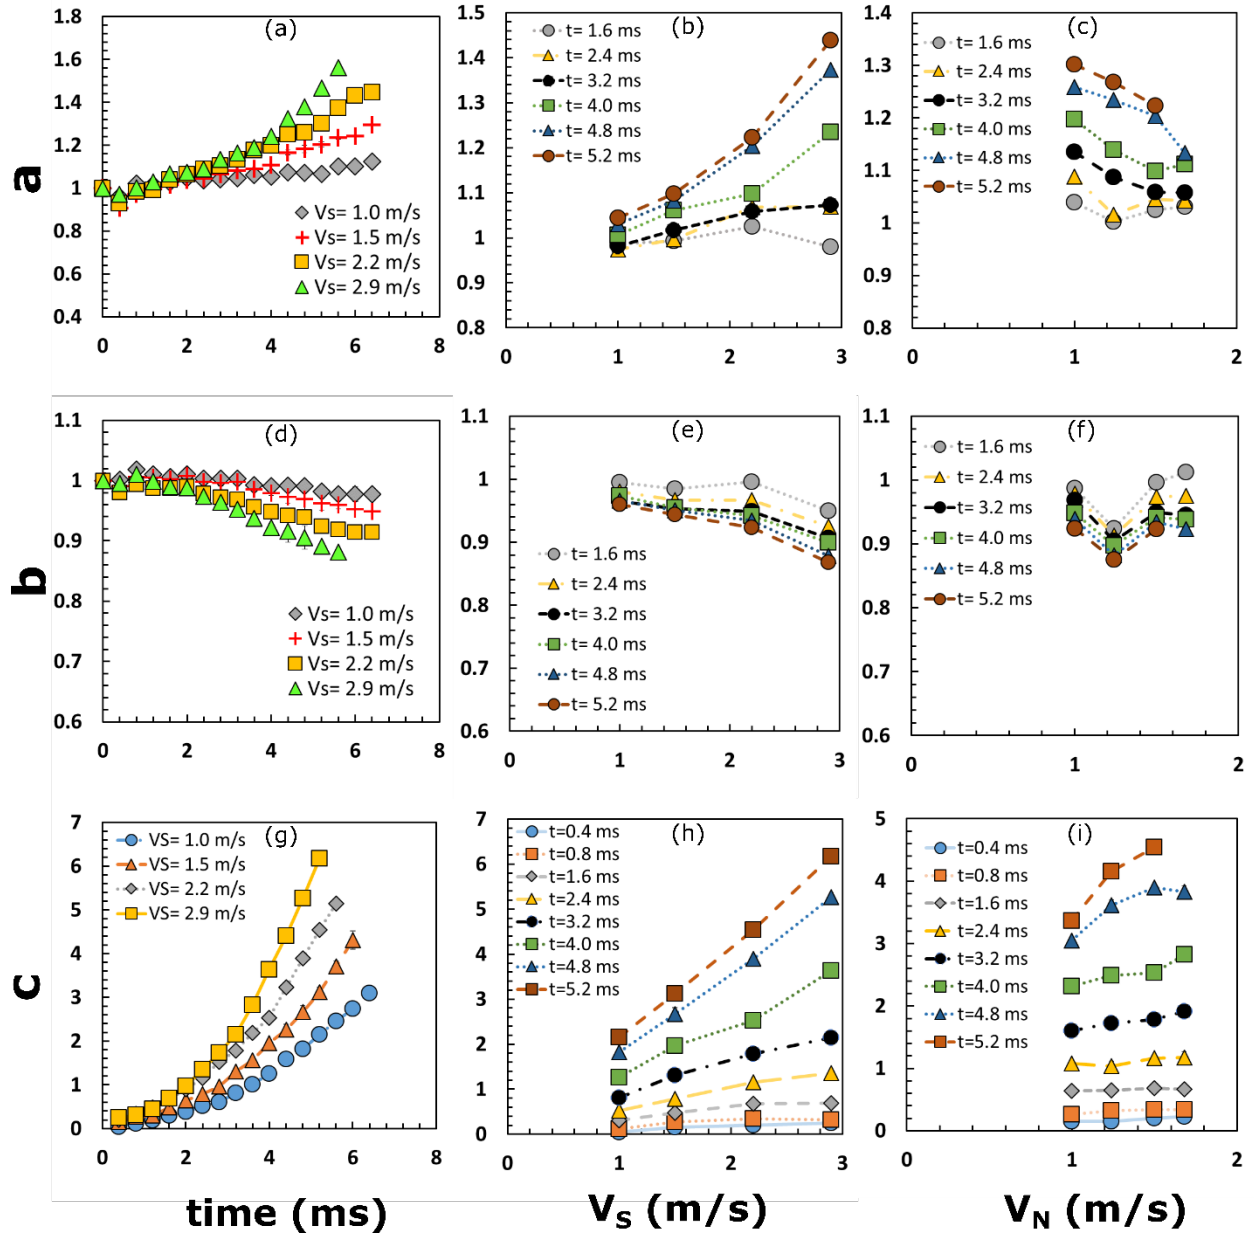 (a)
1.8
1.6
1.4
1.2
1
0.8
0.6
0.4
0 2 4 6 8
Vs= 1.0 m/s
Vs= 1.5 m/s
Vs= 2.2 m/s
Vs= 2.9 m/s
a
(b)
1.5
1.4
1.3
1.2
1.1
1
0.9
0.8
0 1 2 3
t= 1.6 ms
t= 2.4 ms
t= 3.2 ms
t= 4.0 ms
t= 4.8 ms
t= 5.2 ms
(c)
1.4
1.3
1.2
1.1
1
0.9
0.8
0 1 2
t= 1.6 ms
t= 2.4 ms
t= 3.2 ms
t= 4.0 ms
t= 4.8 ms
t= 5.2 ms
(d)
1.1
1
0.9
0.8
0.7
0.6
0 2 4 6 8
Vs= 1.0 m/s
Vs= 1.5 m/s
Vs= 2.2 m/s
Vs= 2.9 m/s
b
(e)
1.1
1
0.9
0.8
0.7
0.6
0 1 2 3
t= 1.6 ms
t= 2.4 ms
t= 3.2 ms
t= 4.0 ms
t= 4.8 ms
t= 5.2 ms
(f)
1.1
1
0.9
0.8
0.7
0.6
0 1 2
t= 1.6 ms
t= 2.4 ms
t= 3.2 ms
t= 4.0 ms
t= 4.8 ms
t= 5.2 ms
(g)
7
6
5
4
3
2
1
0
0 2 4 6 8
VS= 1.0 m/s
VS= 1.5 m/s
VS= 2.2 m/s
VS= 2.9 m/s
c
time (ms)
(h)
7
6
5
4
3
2
1
0
0 1 2 3
t=0.4 ms
t=0.8 ms
t=1.6 ms
t=2.4 ms
t=3.2 ms
t=4.0 ms
t=4.8 ms
t=5.2 ms
V_S (m/s)
(i)
5
4
3
2
1
0
0 1 2
t=0.4 ms
t=0.8 ms
t=1.6 ms
t=2.4 ms
t=3.2 ms
t=4.0 ms
t=4.8 ms
t=5.2 ms
V_N (m/s)